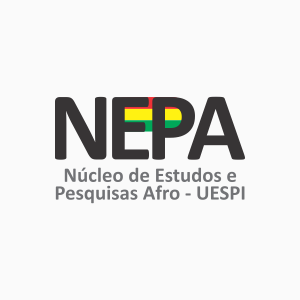 NEPA
Núcleo de Estudos e
Pesquisas Afro - UESPI